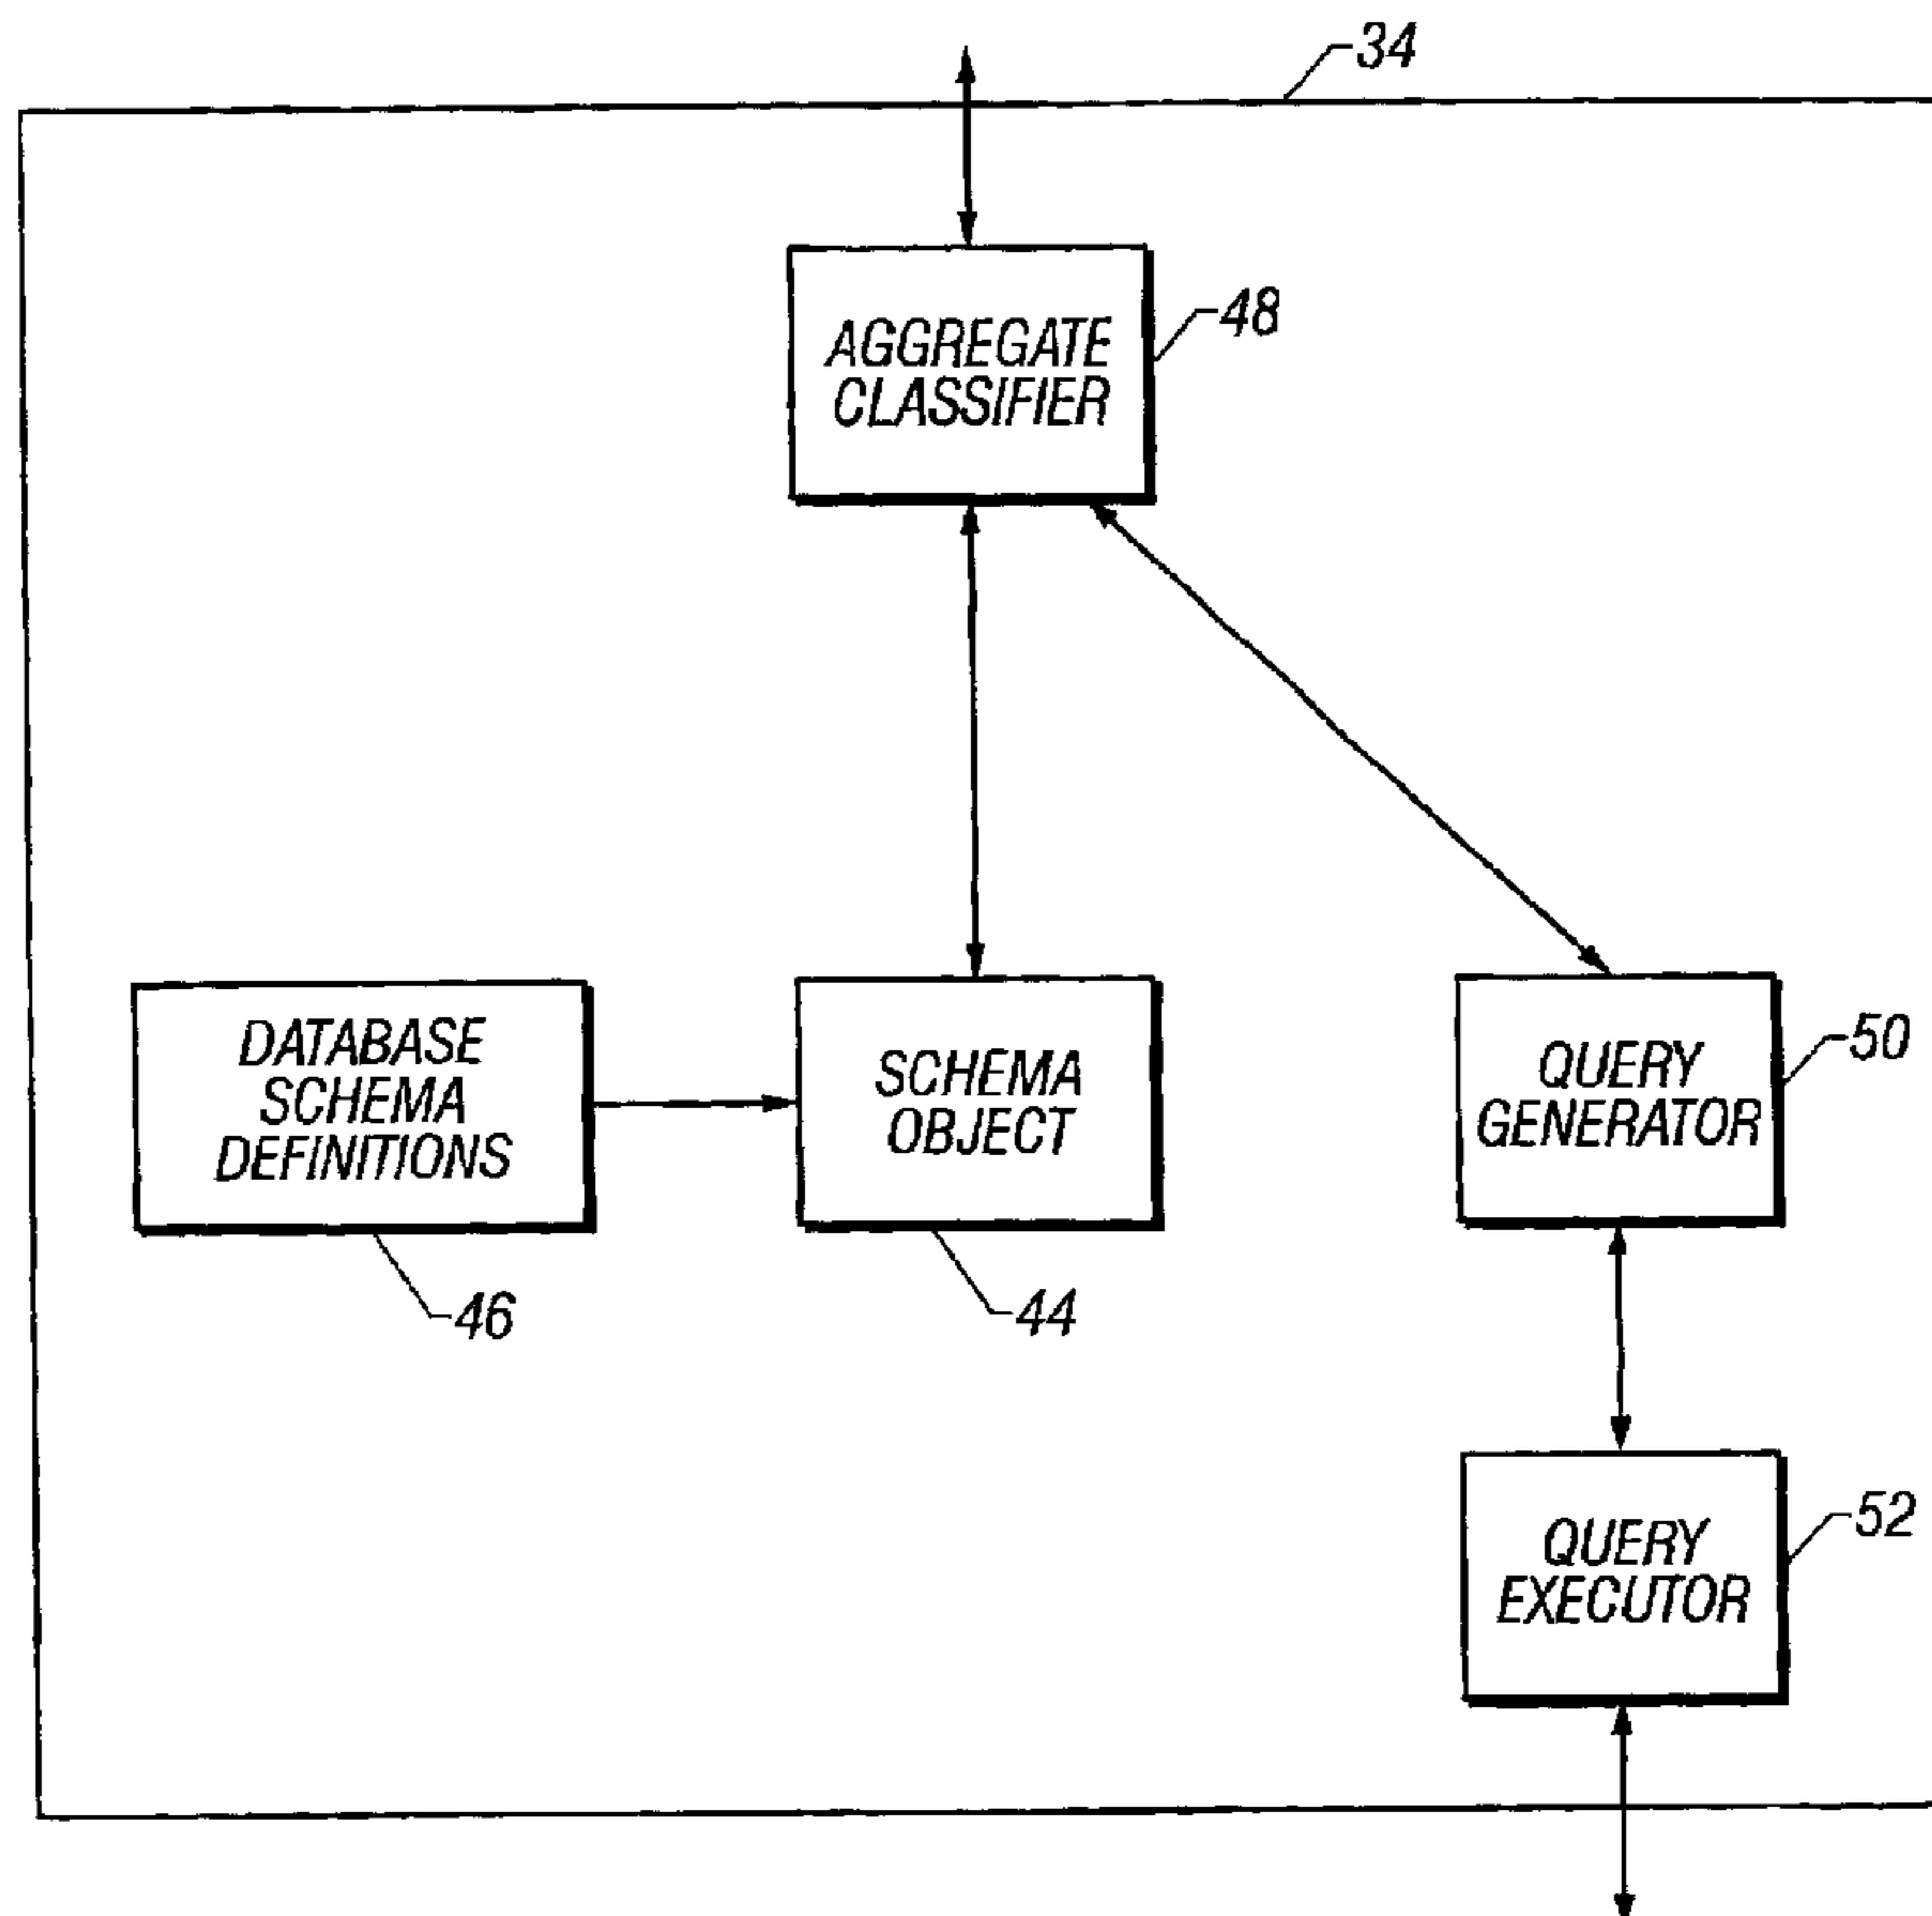 34
AGGREGATE
CLASSIFIER
48
DATABASE
SCHEMA
DEFINITIONS
46
SCHEMA
OBJECT
44
QUERY
GENERATOR
50
QUERY
EXECUTOR
52